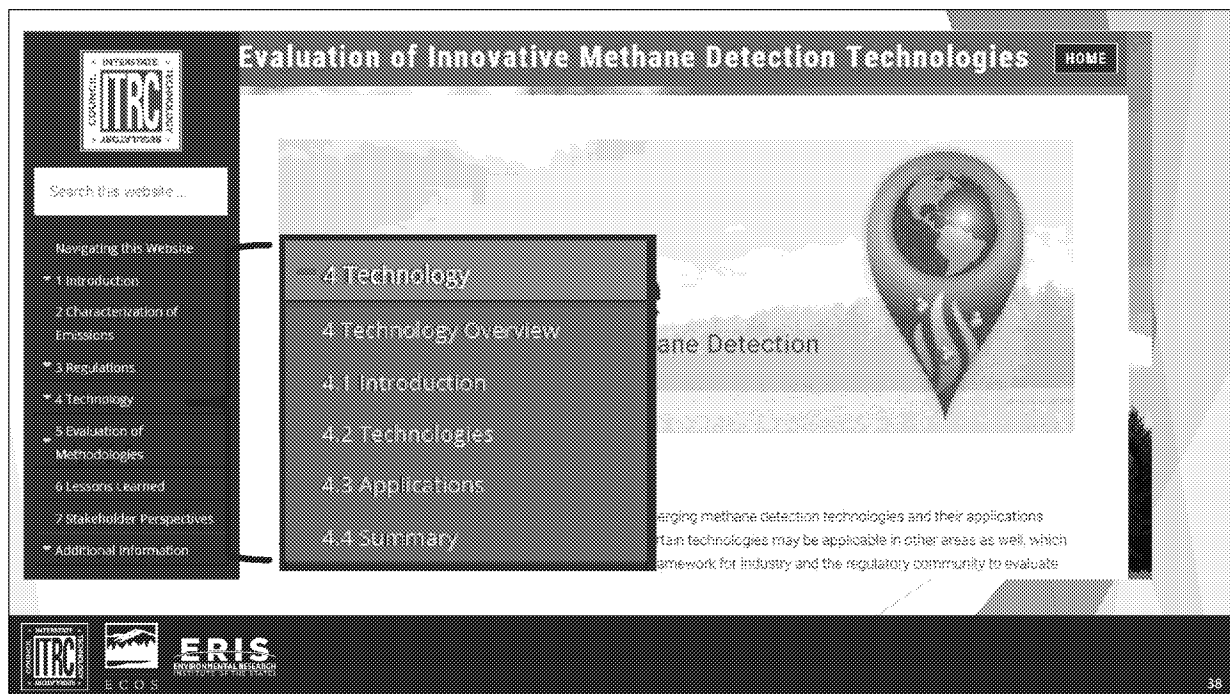 Evaluation of Innovative Methane Detection Technologies
HOME
INTERSTATE
COUNCIL
ITRC
TECHNOLOGY
REGULATORY
Search this website ...
Navigating this Website
1 Introduction
2 Characterization of
Emissions
3 Regulations
4 Technology
5 Evaluation of
Methodologies
6 Lessons Learned
7 Stakeholder Perspectives
Additional Information
4 Technology
4 Technology Overview
4.1 Introduction
4.2 Technologies
4.3 Applications
4.4 Summary
ane Detection
erging methane detection technologies and their applications
rtain technologies may be applicable in other areas as well, which
amework for industry and the regulatory community to evaluate
INTERSTATE
COUNCIL
ITRC
TECHNOLOGY
REGULATORY
ECOS
ERIS
ENVIRONMENTAL RESEARCH
INSTITUTE OF THE STATES
38